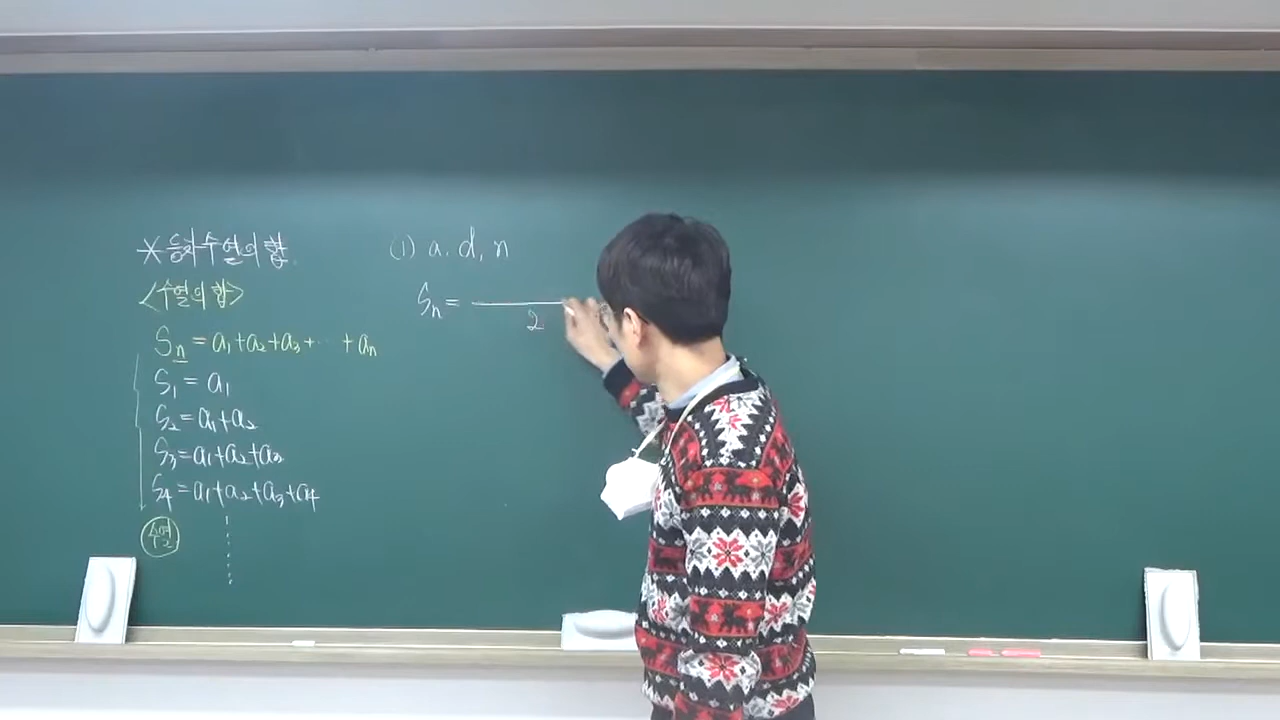 * 등차수열의 합.
<수열의 합>
Sₙ = a₁+a₂+a₃+⋯+aₙ
S₁ = a₁
S₂=a₁+a₂
S₃=a₁+a₂+a₃
S₄=a₁+a₂+a₃+a₄
수열
(1) a, d, n
Sₙ= ―/2